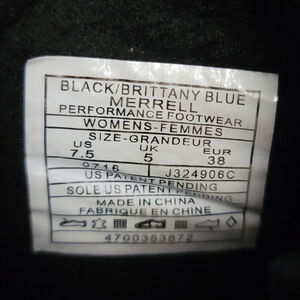 BLACK/BRITTANY BLUE
MERRELL
PERFORMANCE FOOTWEAR
WOMENS-FEMMES
SIZE-GRANDEUR
US UK EUR
7.5 5 38
0716 J324906C
US PATENT PENDING
SOLE US PATENT PENDING
MADE IN CHINA
FABRIQUE EN CHINE
4700353872